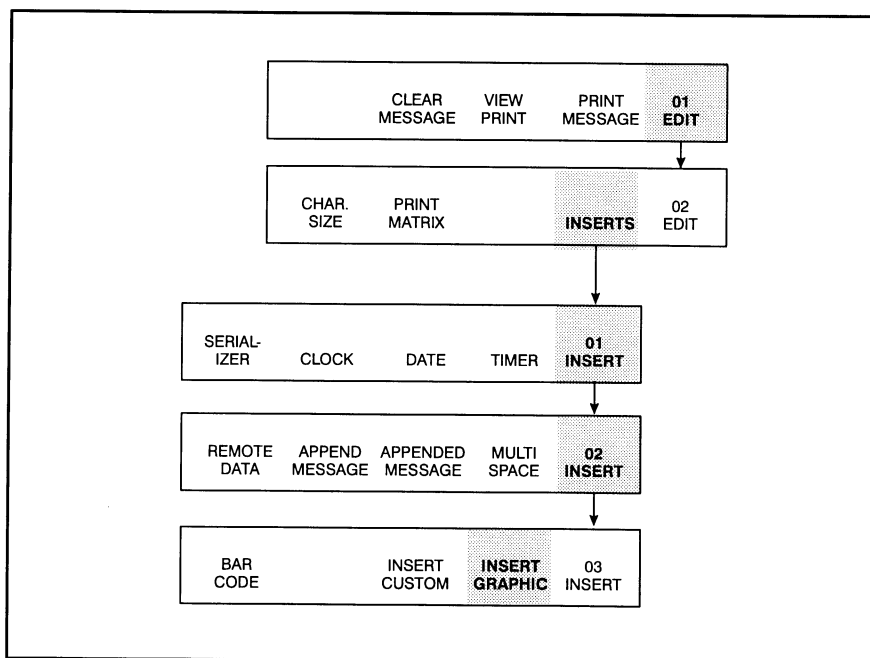 CLEAR VIEW PRINT 01
MESSAGE PRINT MESSAGE EDIT
CHAR. PRINT 02
SIZE MATRIX INSERTS EDIT
SERIAL- 01
IZER CLOCK DATE TIMER INSERT
REMOTE APPEND APPENDED MULTI 02
DATA MESSAGE MESSAGE SPACE INSERT
BAR INSERT INSERT 03
CODE CUSTOM GRAPHIC INSERT